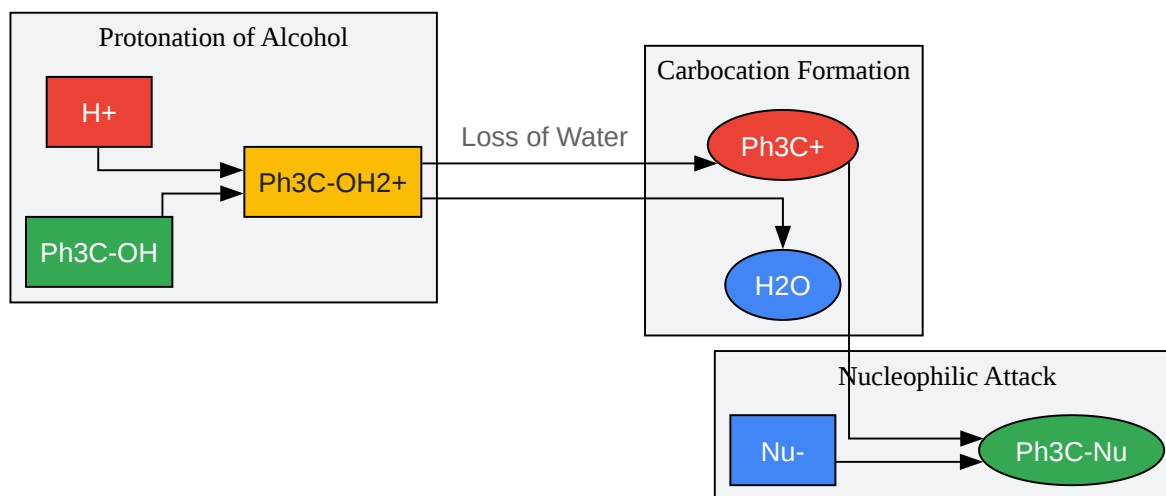 Protonation of Alcohol
H+
Ph3C-OH
Ph3C-OH2+
Loss of Water
Carbocation Formation
Ph3C+
H2O
Nucleophilic Attack
Nu-
Ph3C-Nu